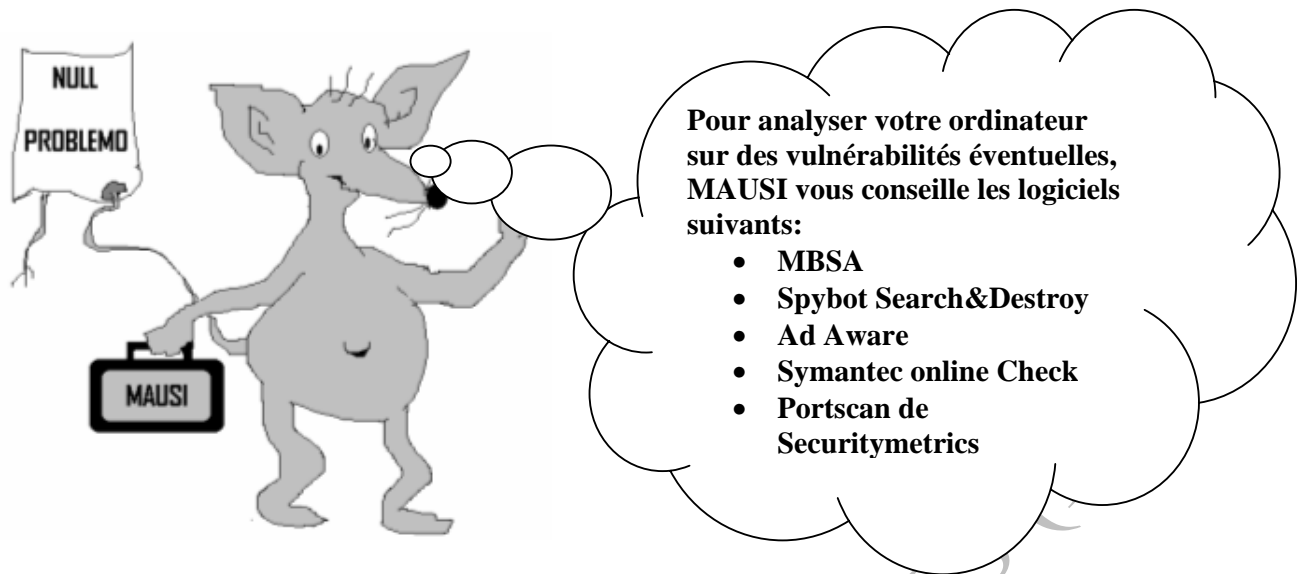 NULL
PROBLEMO
MAUSI
Pour analyser votre ordinateur
sur des vulnérabilités éventuelles,
MAUSI vous conseille les logiciels
suivants:
• MBSA
• Spybot Search&Destroy
• Ad Aware
• Symantec online Check
• Portscan de
Securitymetrics